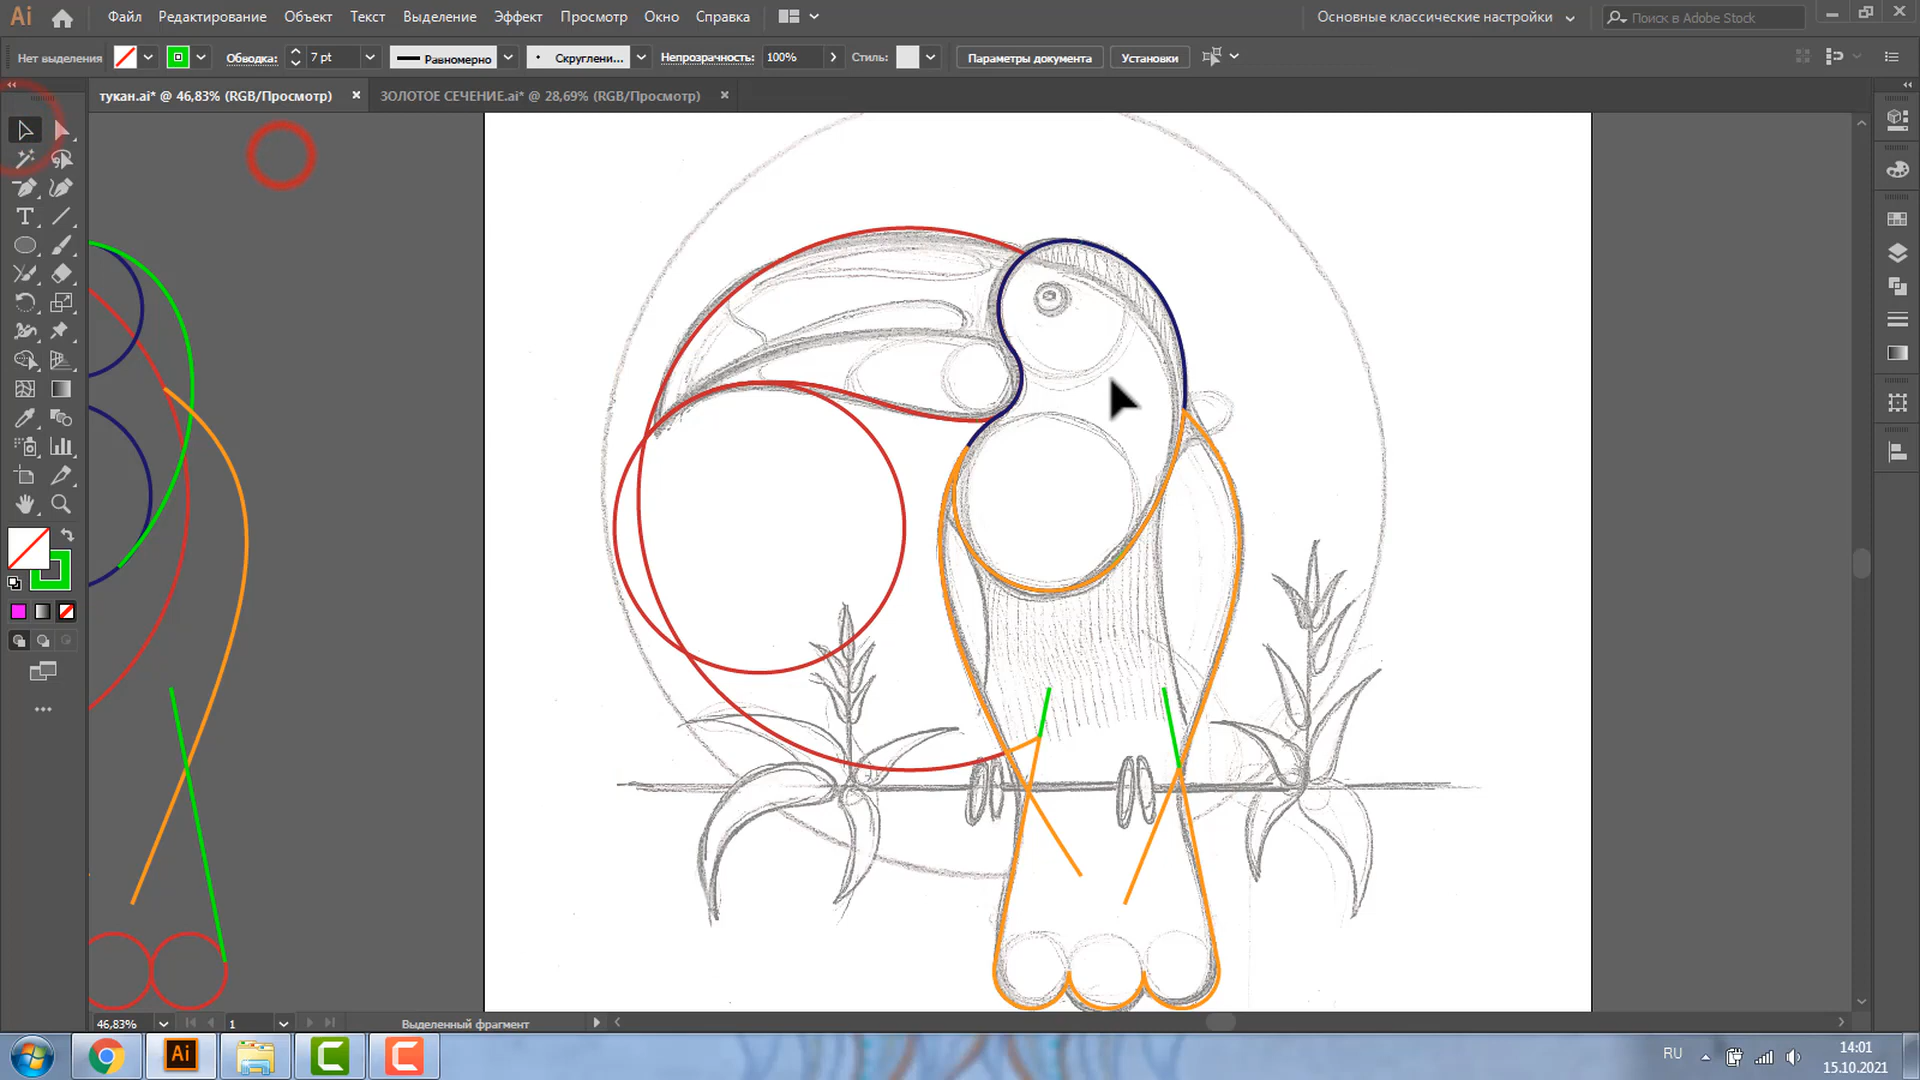 Ai Файл Редактирование Объект Текст Выделение Эффект Просмотр Окно Справка Основные классические настройки Поиск в Adobe Stock
Нет выделения Обводка: 7 pt Равномерно Скруглени... Непрозрачность: 100% Стиль: Параметры документа Установки
тукан.ai* @ 46,83% (RGB/Просмотр) ЗОЛОТОЕ СЕЧЕНИЕ.ai* @ 28,69% (RGB/Просмотр)
46,83% 1 Выделенный фрагмент
Ai RU 14:01
15.10.2021